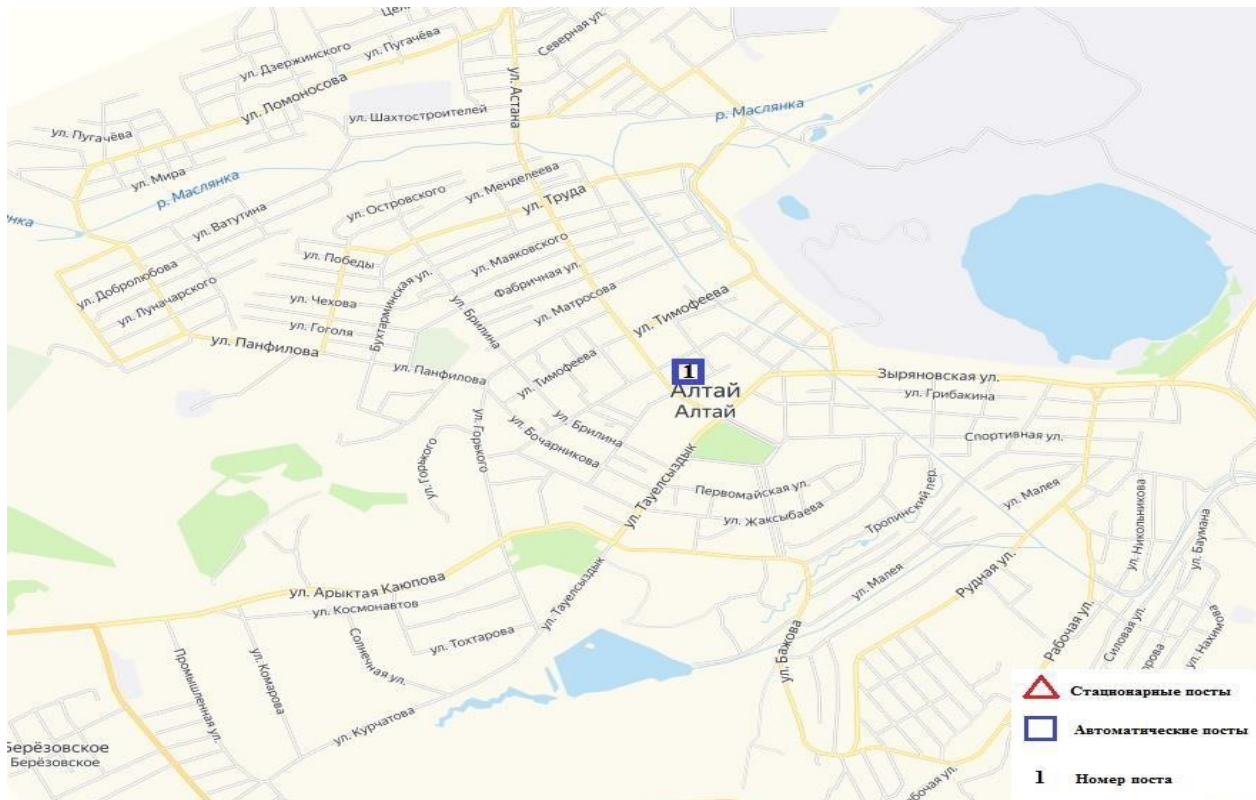 Цели
ул. Дзержинского
ул. Пугачёва
Северная ул.
ул. Ломоносова
ул. Астана
ул. Шахтостроителей
р. Маслянка
ул. Пугачёва
ул. Мира
р. Маслянка
ул. Менделеева
ул. Островского
ул. Труда
нка
ул. Ватутина
ул. Победы
ул. Маяковского
ул. Добролюбова
Фабричная ул.
ул. Луначарского
ул. Чехова
Бухтарминская ул.
ул. Матросова
ул. Тимофеева
ул. Гоголя
ул. Брилина
ул. Панфилова
ул. Панфилова
ул. Тимофеева
1
Алтай
Алтай
Зыряновская ул.
ул. Грибакина
ул. Горького
ул. Горького
ул. Брилина
ул. Бочарникова
Спортивная ул.
ул. Тауелсыздык
Первомайская ул.
ул. Жаксыбаева
Тропинский пер.
ул. Малея
ул. Никольникова
ул. Баумана
ул. Арыктая Каюпова
ул. Космонавтов
ул. Тауелсыздык
ул. Малея
Рудная ул.
ул. Тохтарова
Солнечная ул.
ул. Бажова
Рабочая ул.
Силовая ул.
орова
ул. Нахимова
Промышленная ул.
ул. Комарова
ул. Курчатова
Берёзовское
Берёзовское
бочая ул.
Стационарные посты
Автоматические посты
1 Номер поста